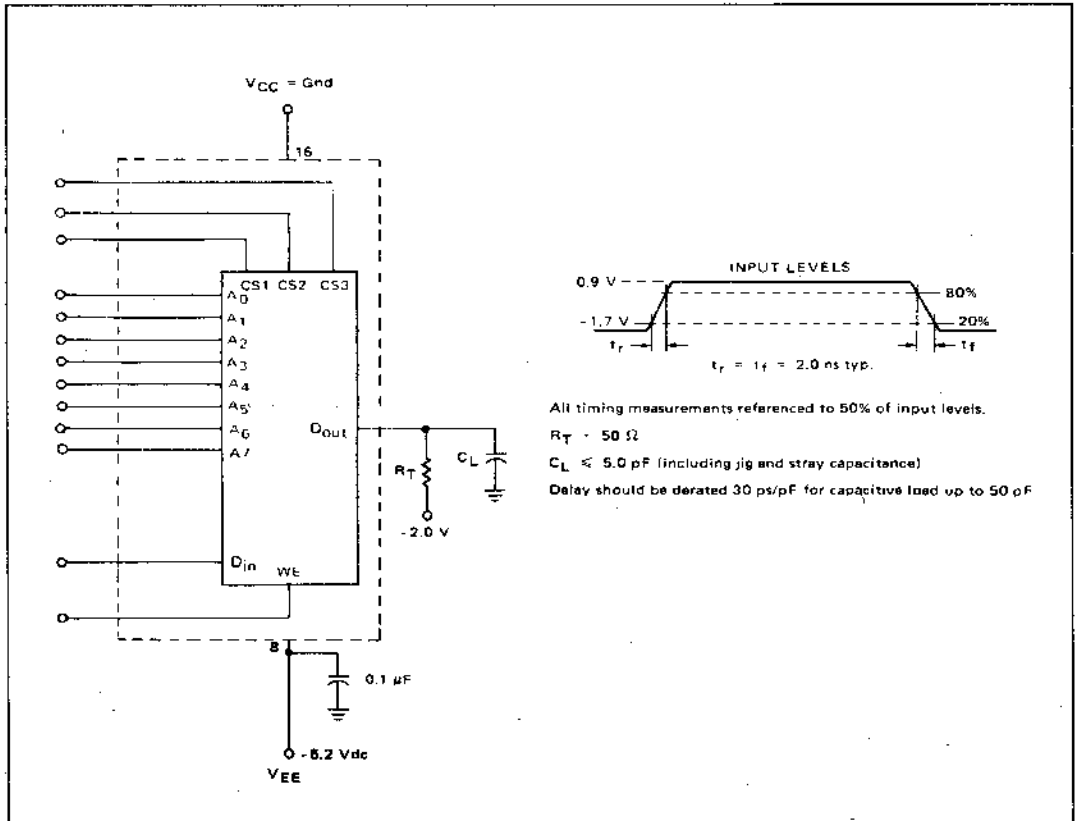 VCC = Gnd
16
CS1 CS2 CS3
A0
A1
A2
A3
A4
A5
A6
A7
Dout
RT
CL
-2.0 V
Din
WE
8
0.1 µF
-5.2 Vdc
VEE
INPUT LEVELS
0.9 V
80%
-1.7 V
20%
tr
tf
tr = tf = 2.0 ns typ.
All timing measurements referenced to 50% of input levels.
RT - 50 Ω
CL ≤ 5.0 pF (including jig and stray capacitance)
Delay should be derated 30 ps/pF for capacitive load up to 50 pF